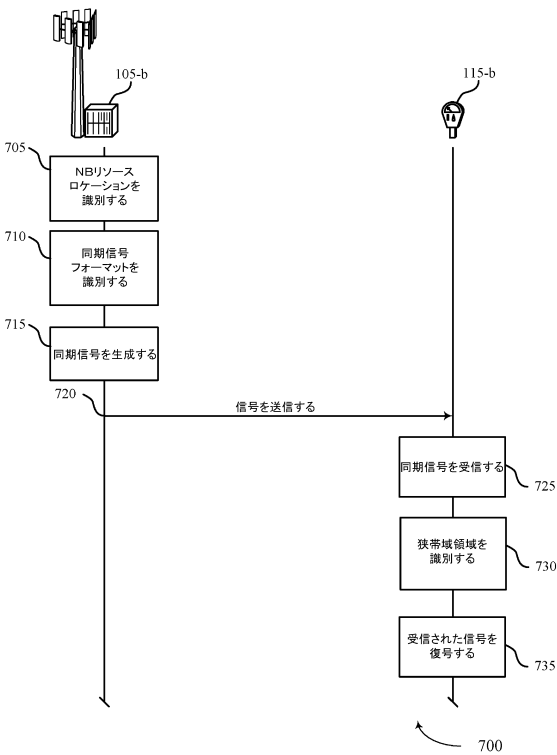 105-b
115-b
705
NBリソース
ロケーションを
識別する
710
同期信号
フォーマットを
識別する
715
同期信号を生成する
720
信号を送信する
同期信号を受信する
725
狭帯域領域を
識別する
730
受信された信号を
復号する
735
700